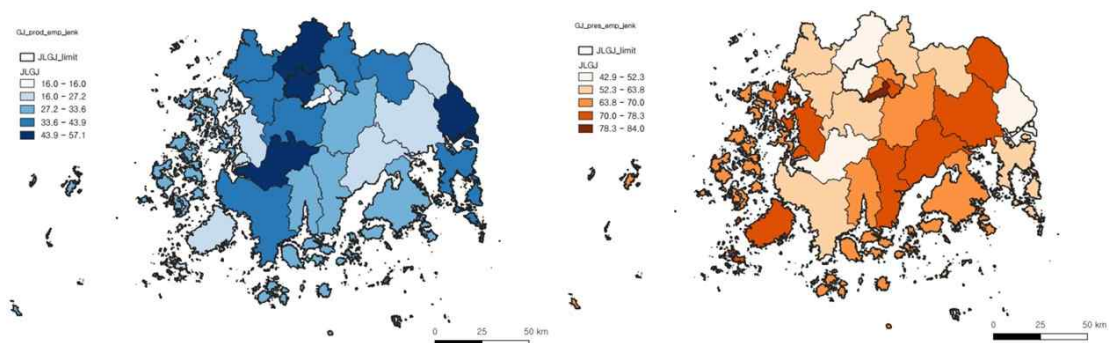 GJ_prod_emp_jenk
JLGJ_limit
JLGJ
16.0 - 16.0
16.0 - 27.2
27.2 - 33.6
33.6 - 43.9
43.9 - 57.1
0 25 50 km
GJ_pres_emp_jenk
JLGJ_limit
JLGJ
42.9 - 52.3
52.3 - 63.8
63.8 - 70.0
70.0 - 78.3
78.3 - 84.0
0 25 50 km